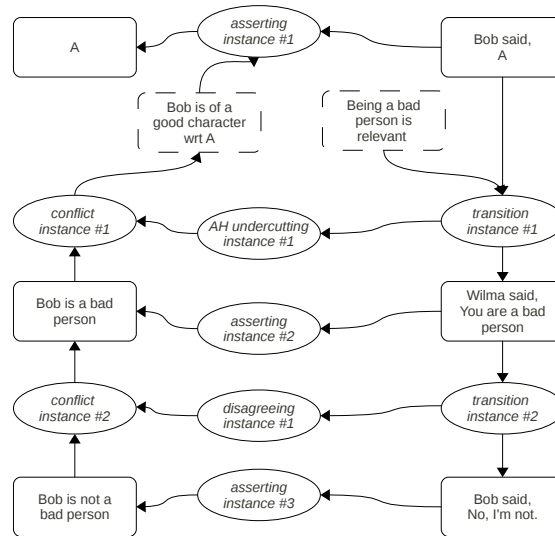 A
asserting
instance #1
Bob said,
A
Bob is of a
good character
wrt A
Being a bad
person is
relevant
conflict
instance #1
AH undercutting
instance #1
transition
instance #1
Bob is a bad
person
asserting
instance #2
Wilma said,
You are a bad
person
conflict
instance #2
disagreeing
instance #1
transition
instance #2
Bob is not a
bad person
asserting
instance #3
Bob said,
No, I'm not.